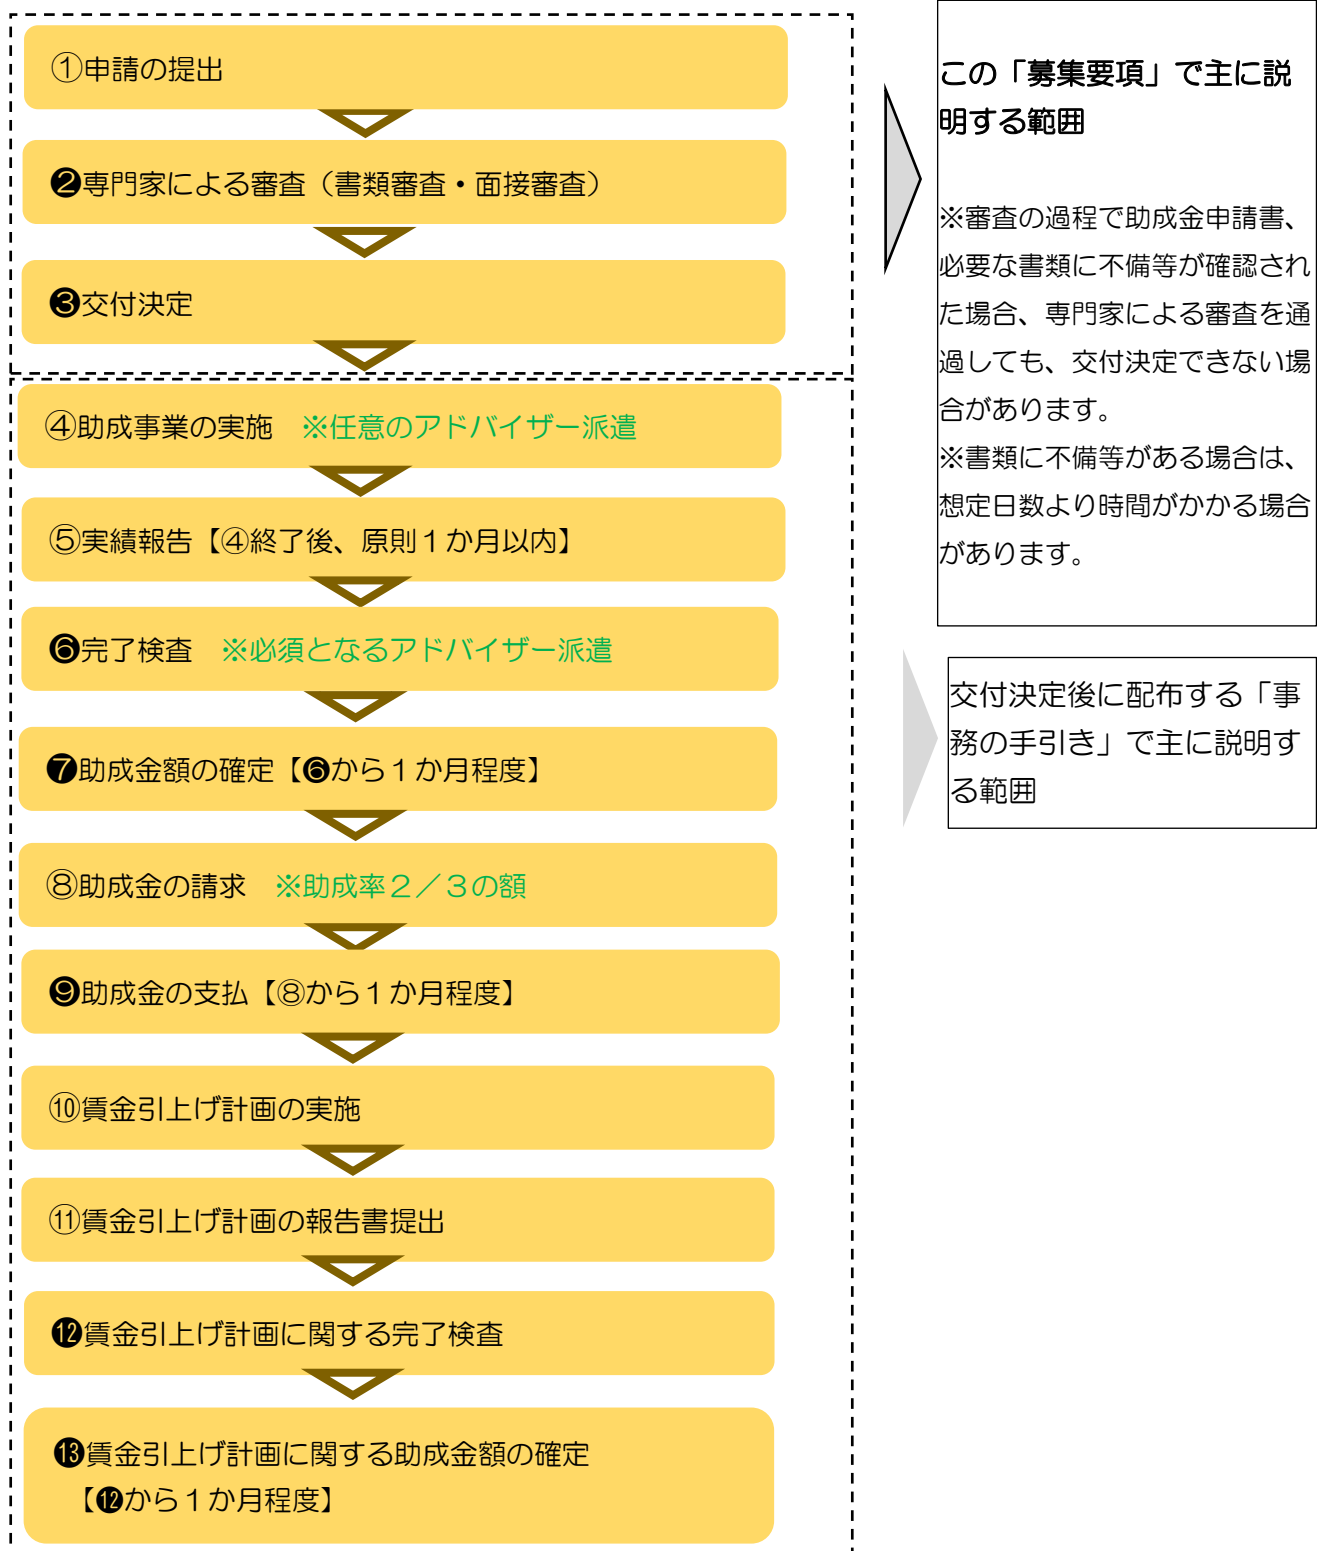 ①申請の提出
❷専門家による審査（書類審査・面接審査）
❸交付決定
④助成事業の実施　※任意のアドバイザー派遣
⑤実績報告【④終了後、原則１か月以内】
❻完了検査　※必須となるアドバイザー派遣
❼助成金額の確定【❻から１か月程度】
⑧助成金の請求　※助成率２／３の額
❾助成金の支払【⑧から１か月程度】
⑩賃金引上げ計画の実施
⑪賃金引上げ計画の報告書提出
⓬賃金引上げ計画に関する完了検査
⓭賃金引上げ計画に関する助成金額の確定
【⓬から１か月程度】
この「募集要項」で主に説
明する範囲
※審査の過程で助成金申請書、
必要な書類に不備等が確認され
た場合、専門家による審査を通
過しても、交付決定できない場
合があります。
※書類に不備等がある場合は、
想定日数より時間がかかる場合
があります。
交付決定後に配布する「事
務の手引き」で主に説明す
る範囲